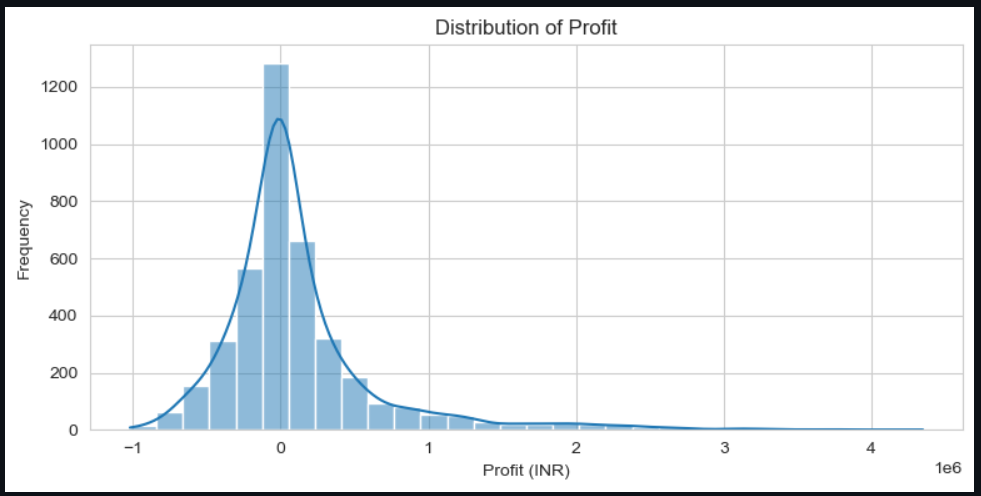 Distribution of Profit
1200
1000
800
600
400
200
0
Frequency
−1 0 1 2 3 4
1e6
Profit (INR)